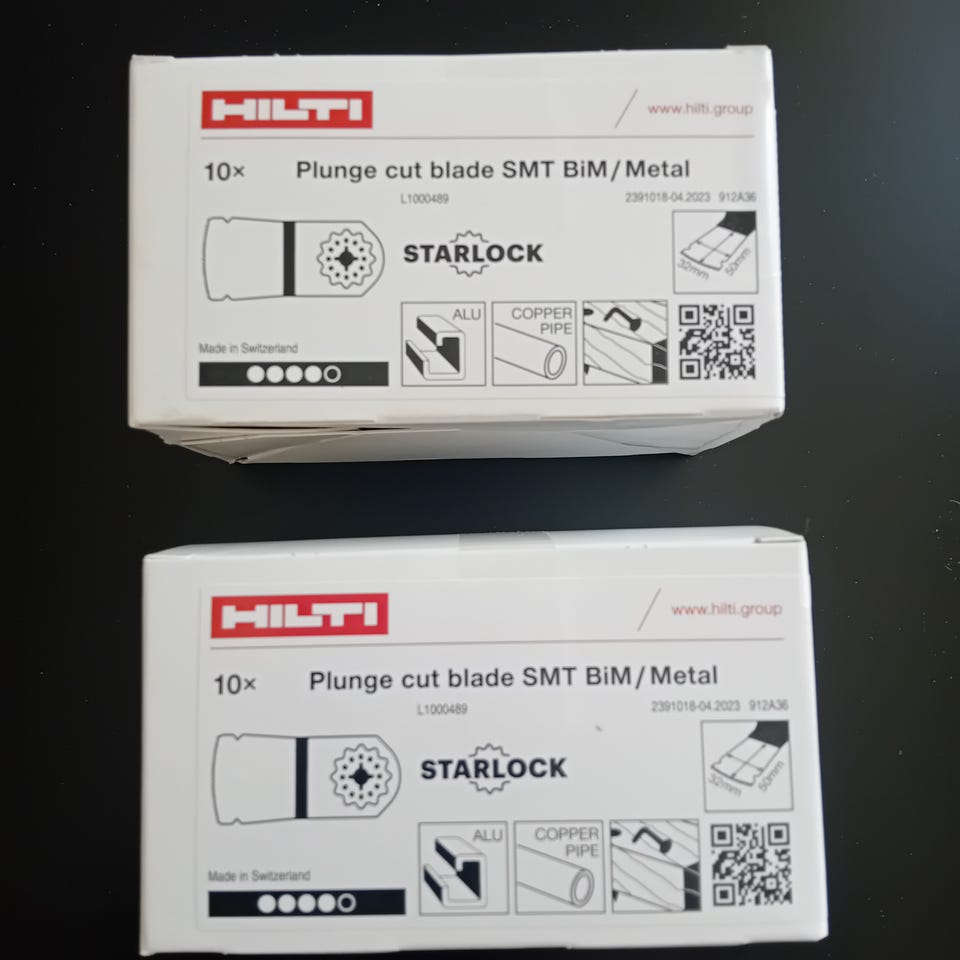 HILTI
www.hilti.group
10× Plunge cut blade SMT BiM/Metal
L1000489 2391018-04.2023 912A36
STARLOCK
32mm 50mm
ALU
COPPER
PIPE
Made in Switzerland
HILTI
www.hilti.group
10× Plunge cut blade SMT BiM/Metal
L1000489 2391018-04.2023 912A36
STARLOCK
32mm 50mm
ALU
COPPER
PIPE
Made in Switzerland